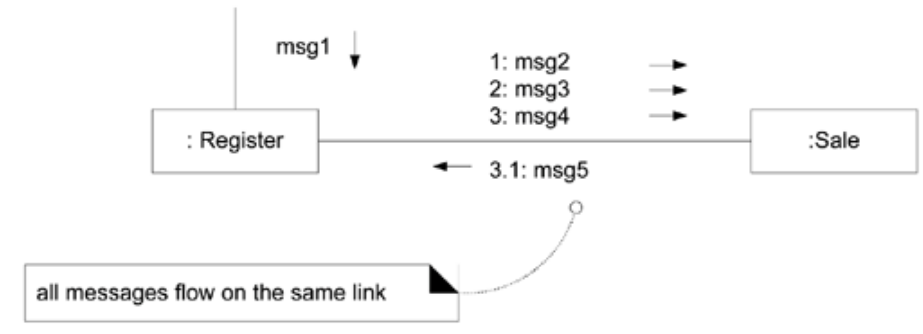 msg1
1: msg2
2: msg3
3: msg4
: Register
:Sale
3.1: msg5
all messages flow on the same link